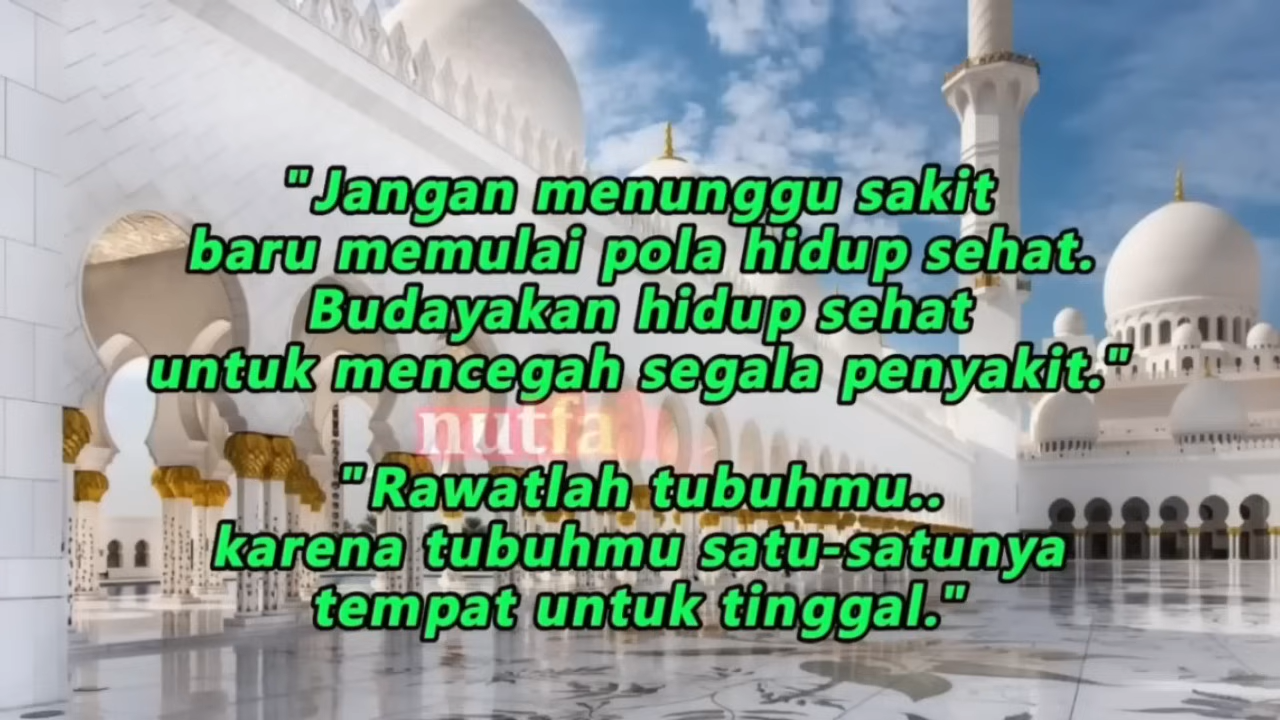 "Jangan menunggu sakit
baru memulai pola hidup sehat.
Budayakan hidup sehat
untuk mencegah segala penyakit."
nutfah
"Rawatlah tubuhmu..
karena tubuhmu satu-satunya
tempat untuk tinggal."